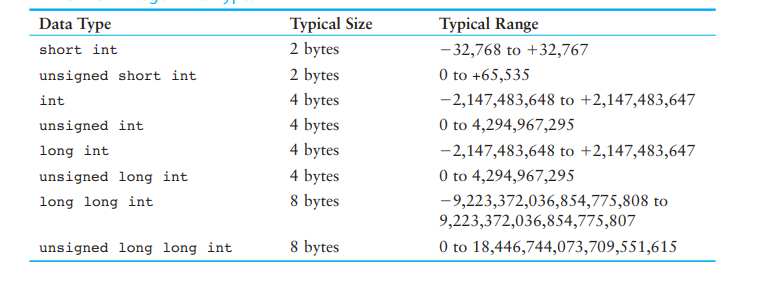 Data Type Typical Size Typical Range
short int 2 bytes −32,768 to +32,767
unsigned short int 2 bytes 0 to +65,535
int 4 bytes −2,147,483,648 to +2,147,483,647
unsigned int 4 bytes 0 to 4,294,967,295
long int 4 bytes −2,147,483,648 to +2,147,483,647
unsigned long int 4 bytes 0 to 4,294,967,295
long long int 8 bytes −9,223,372,036,854,775,808 to
9,223,372,036,854,775,807
unsigned long long int 8 bytes 0 to 18,446,744,073,709,551,615